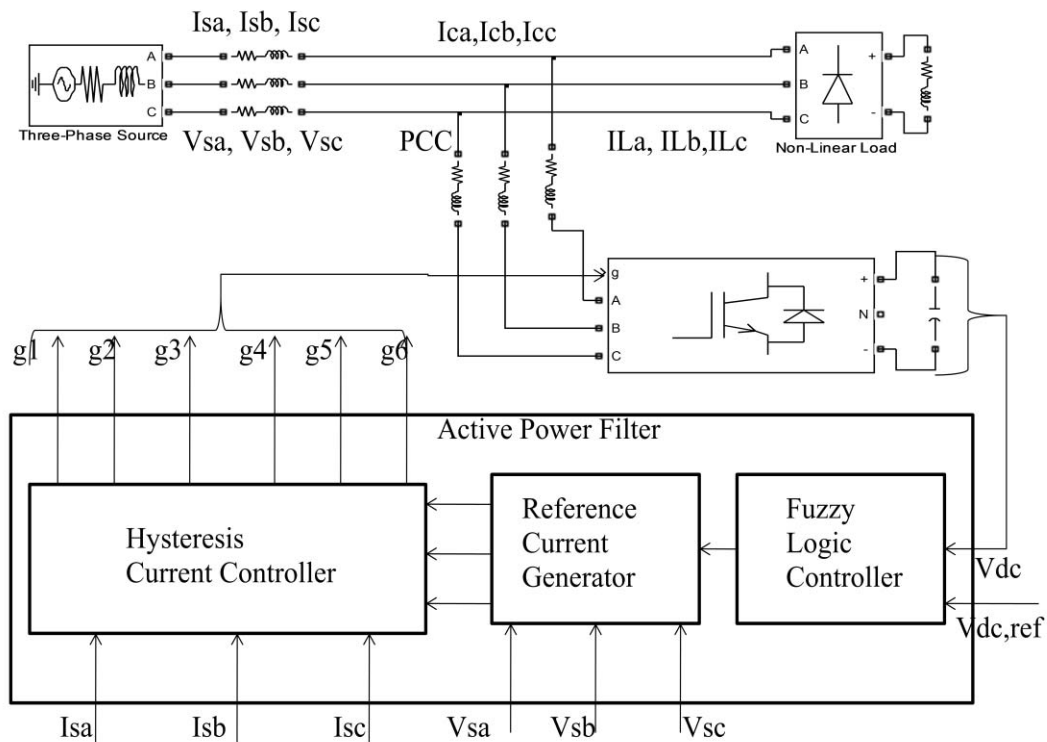 Isa, Isb, Isc
Ica,Icb,Icc
A
B
C
Three-Phase Source
Vsa, Vsb, Vsc
PCC
ILa, ILb,ILc
A
B
C
+
-
Non-Linear Load
g
A
B
C
+
N
-
g1
g2
g3
g4
g5
g6
Active Power Filter
Hysteresis
Current Controller
Reference
Current
Generator
Fuzzy
Logic
Controller
Vdc
Vdc,ref
Isa
Isb
Isc
Vsa
Vsb
Vsc